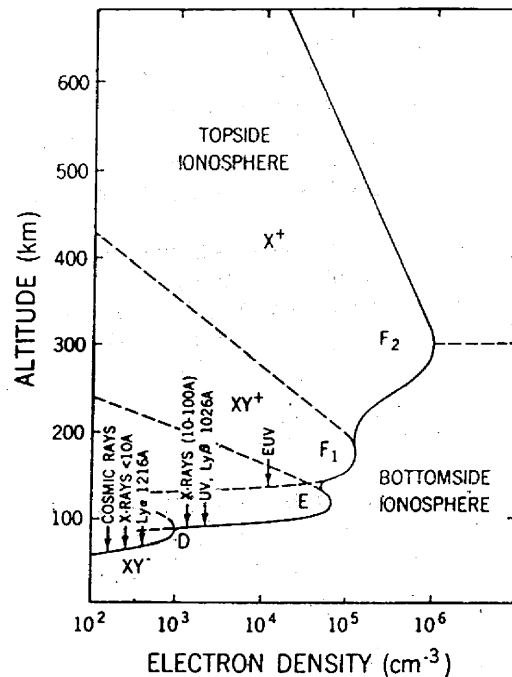 ALTITUDE (km)
600
500
400
300
200
100
TOPSIDE
IONOSPHERE
X⁺
F₂
XY⁺
F₁
E
D
XY⁻
COSMIC RAYS
X-RAYS <10A
Lyα 1216A
X-RAYS (10-100A)
UV, Lyβ 1026A
EUV
BOTTOMSIDE
IONOSPHERE
10² 10³ 10⁴ 10⁵ 10⁶
ELECTRON DENSITY (cm⁻³)